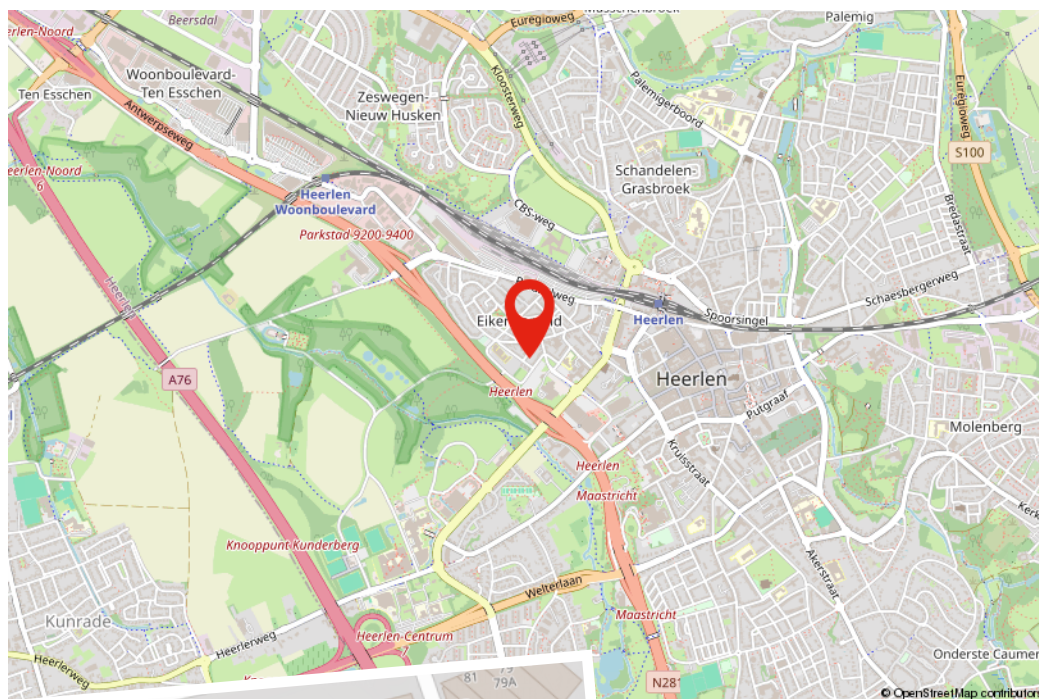 Beersdal
Euregioweg
Palemig
Heerlen-Noord
Woonboulevard-
Ten Esschen
Ten Esschen
Kloosterweg
Palemigerboord
Euregioweg
Zeswegen-
Nieuw Husken
Antwerpseweg
S100
Heerlen-Noord
6
Schandelen-
Grasbroek
Heerlen
Woonboulevard
CBS-weg
Bredastraat
Parkstad 9200-9400
Schaesbergerweg
Spoorsingel
Heerlen
A76
Heerlen
Heerlen
Putgraaf
Molenberg
Kruisstraat
Heerlen
Maastricht
Knooppunt Kunderberg
Akerstraat
Welterlaan
Maastricht
Kunrade
Heerlerweg
Heerlen-Centrum
Onderste Caumer
Heerlerweg
81
79A
N281
© OpenStreetMap contributors